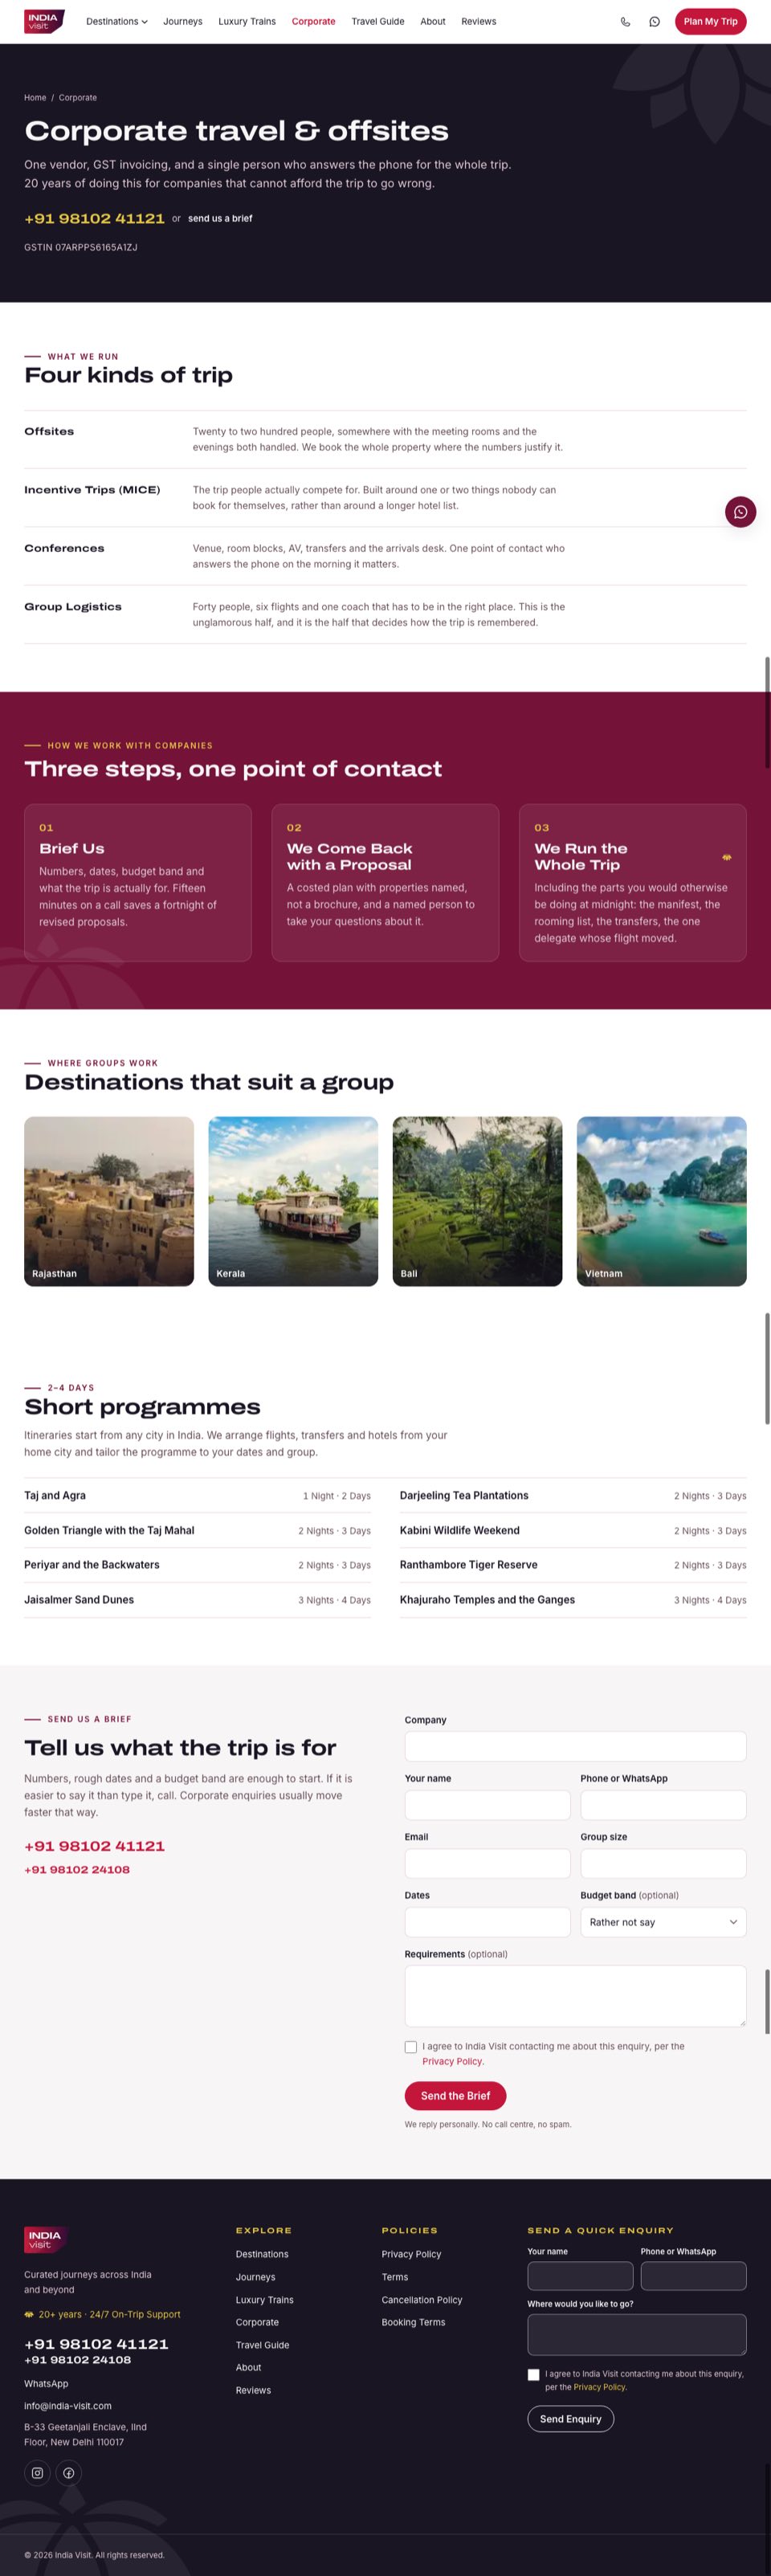 INDIA
visit
Destinations
Journeys
Luxury Trains
Corporate
Travel Guide
About
Reviews
Plan My Trip
Home / Corporate
Corporate travel & offsites
One vendor, GST invoicing, and a single person who answers the phone for the whole trip.
20 years of doing this for companies that cannot afford the trip to go wrong.
+91 98102 41121 or send us a brief
GSTIN 07ARPPS6165A1ZJ
WHAT WE RUN
Four kinds of trip
Offsites
Twenty to two hundred people, somewhere with the meeting rooms and the
evenings both handled. We book the whole property where the numbers justify it.
Incentive Trips (MICE)
The trip people actually compete for. Built around one or two things nobody can
book for themselves, rather than around a longer hotel list.
Conferences
Venue, room blocks, AV, transfers and the arrivals desk. One point of contact who
answers the phone on the morning it matters.
Group Logistics
Forty people, six flights and one coach that has to be in the right place. This is the
unglamorous half, and it is the half that decides how the trip is remembered.
HOW WE WORK WITH COMPANIES
Three steps, one point of contact
01
Brief Us
Numbers, dates, budget band and
what the trip is actually for. Fifteen
minutes on a call saves a fortnight of
revised proposals.
02
We Come Back
with a Proposal
A costed plan with properties named,
not a brochure, and a named person to
take your questions about it.
03
We Run the
Whole Trip
Including the parts you would otherwise
be doing at midnight: the manifest, the
rooming list, the transfers, the one
delegate whose flight moved.
WHERE GROUPS WORK
Destinations that suit a group
Rajasthan
Kerala
Bali
Vietnam
2–4 DAYS
Short programmes
Itineraries start from any city in India. We arrange flights, transfers and hotels from your
home city and tailor the programme to your dates and group.
Taj and Agra 1 Night · 2 Days
Darjeeling Tea Plantations 2 Nights · 3 Days
Golden Triangle with the Taj Mahal 2 Nights · 3 Days
Kabini Wildlife Weekend 2 Nights · 3 Days
Periyar and the Backwaters 2 Nights · 3 Days
Ranthambore Tiger Reserve 2 Nights · 3 Days
Jaisalmer Sand Dunes 3 Nights · 4 Days
Khajuraho Temples and the Ganges 3 Nights · 4 Days
SEND US A BRIEF
Tell us what the trip is for
Numbers, rough dates and a budget band are enough to start. If it is
easier to say it than type it, call. Corporate enquiries usually move
faster that way.
+91 98102 41121
+91 98102 24108
Company
Your name
Phone or WhatsApp
Email
Group size
Dates
Budget band (optional)
Rather not say
Requirements (optional)
I agree to India Visit contacting me about this enquiry, per the
Privacy Policy.
Send the Brief
We reply personally. No call centre, no spam.
INDIA
visit
Curated journeys across India
and beyond
20+ years · 24/7 On-Trip Support
+91 98102 41121
+91 98102 24108
WhatsApp
info@india-visit.com
B-33 Geetanjali Enclave, IInd
Floor, New Delhi 110017
EXPLORE
Destinations
Journeys
Luxury Trains
Corporate
Travel Guide
About
Reviews
POLICIES
Privacy Policy
Terms
Cancellation Policy
Booking Terms
SEND A QUICK ENQUIRY
Your name
Phone or WhatsApp
Where would you like to go?
I agree to India Visit contacting me about this enquiry,
per the Privacy Policy.
Send Enquiry
© 2026 India Visit. All rights reserved.